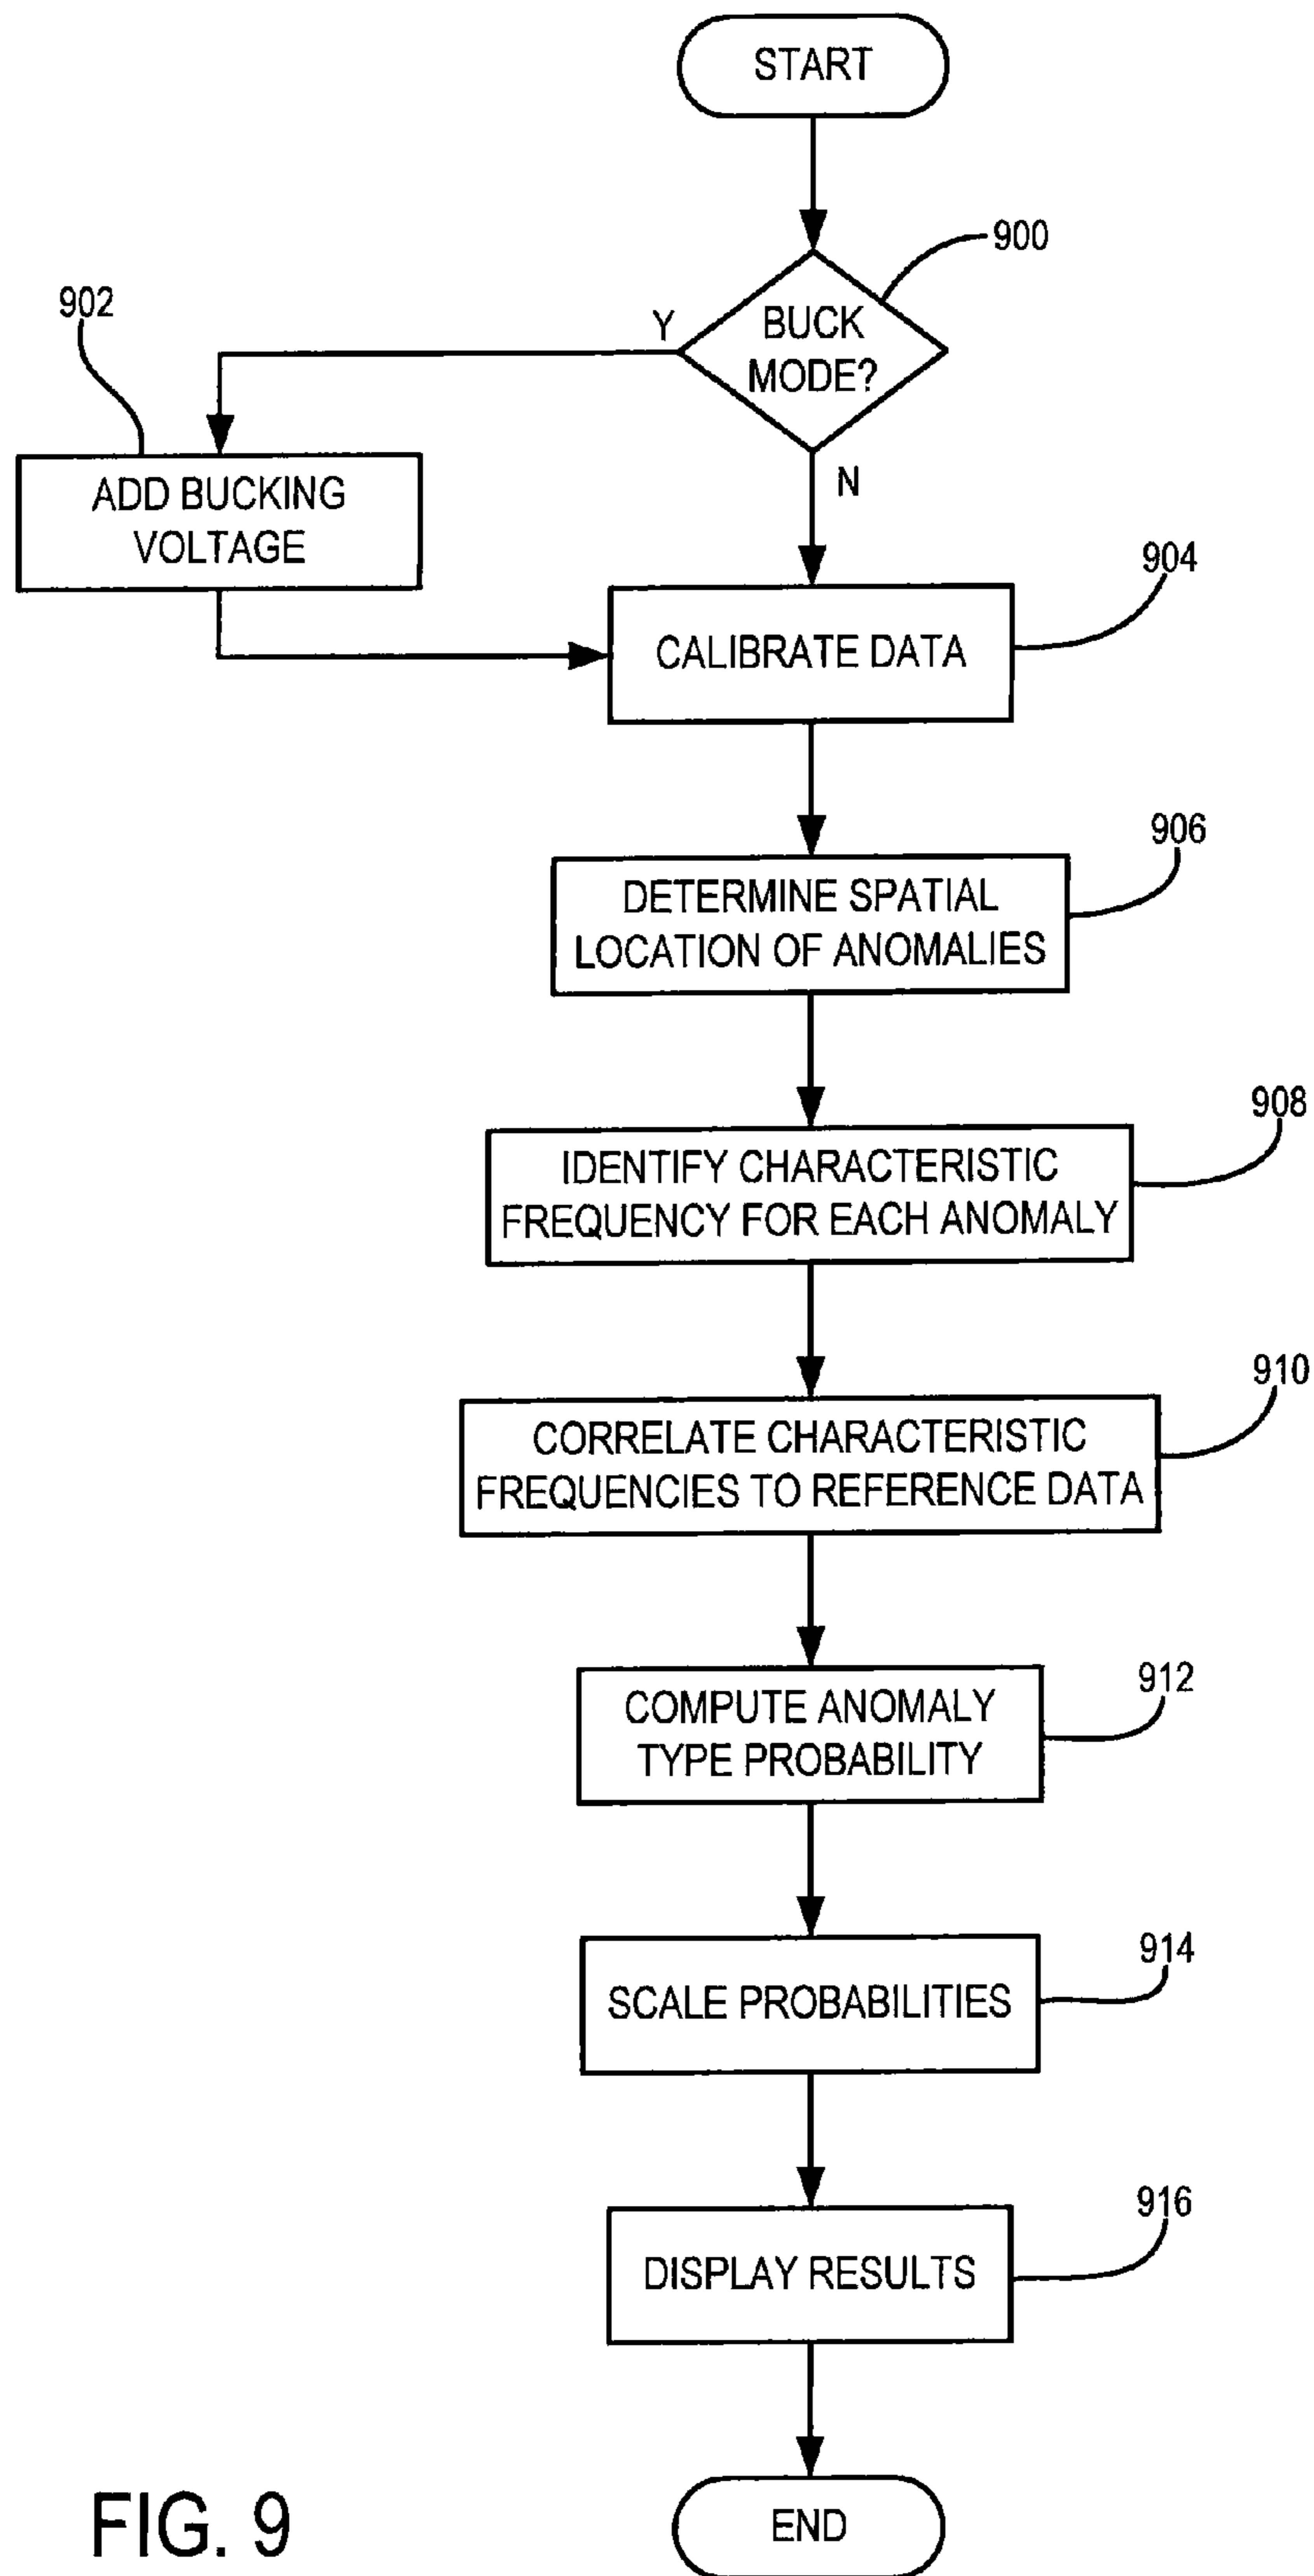 START
900
BUCK
MODE?
Y
N
902
ADD BUCKING
VOLTAGE
904
CALIBRATE DATA
906
DETERMINE SPATIAL
LOCATION OF ANOMALIES
908
IDENTIFY CHARACTERISTIC
FREQUENCY FOR EACH ANOMALY
910
CORRELATE CHARACTERISTIC
FREQUENCIES TO REFERENCE DATA
912
COMPUTE ANOMALY
TYPE PROBABILITY
914
SCALE PROBABILITIES
916
DISPLAY RESULTS
END
FIG. 9